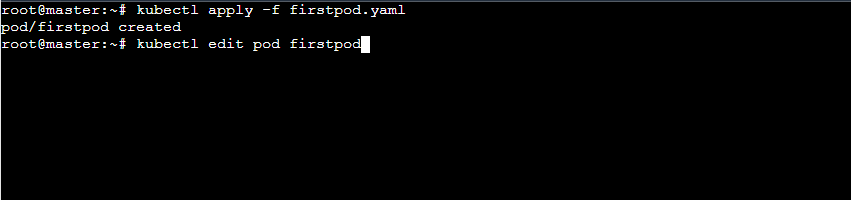 root@master:~# kubectl apply -f firstpod.yaml
pod/firstpod created
root@master:~# kubectl edit pod firstpod